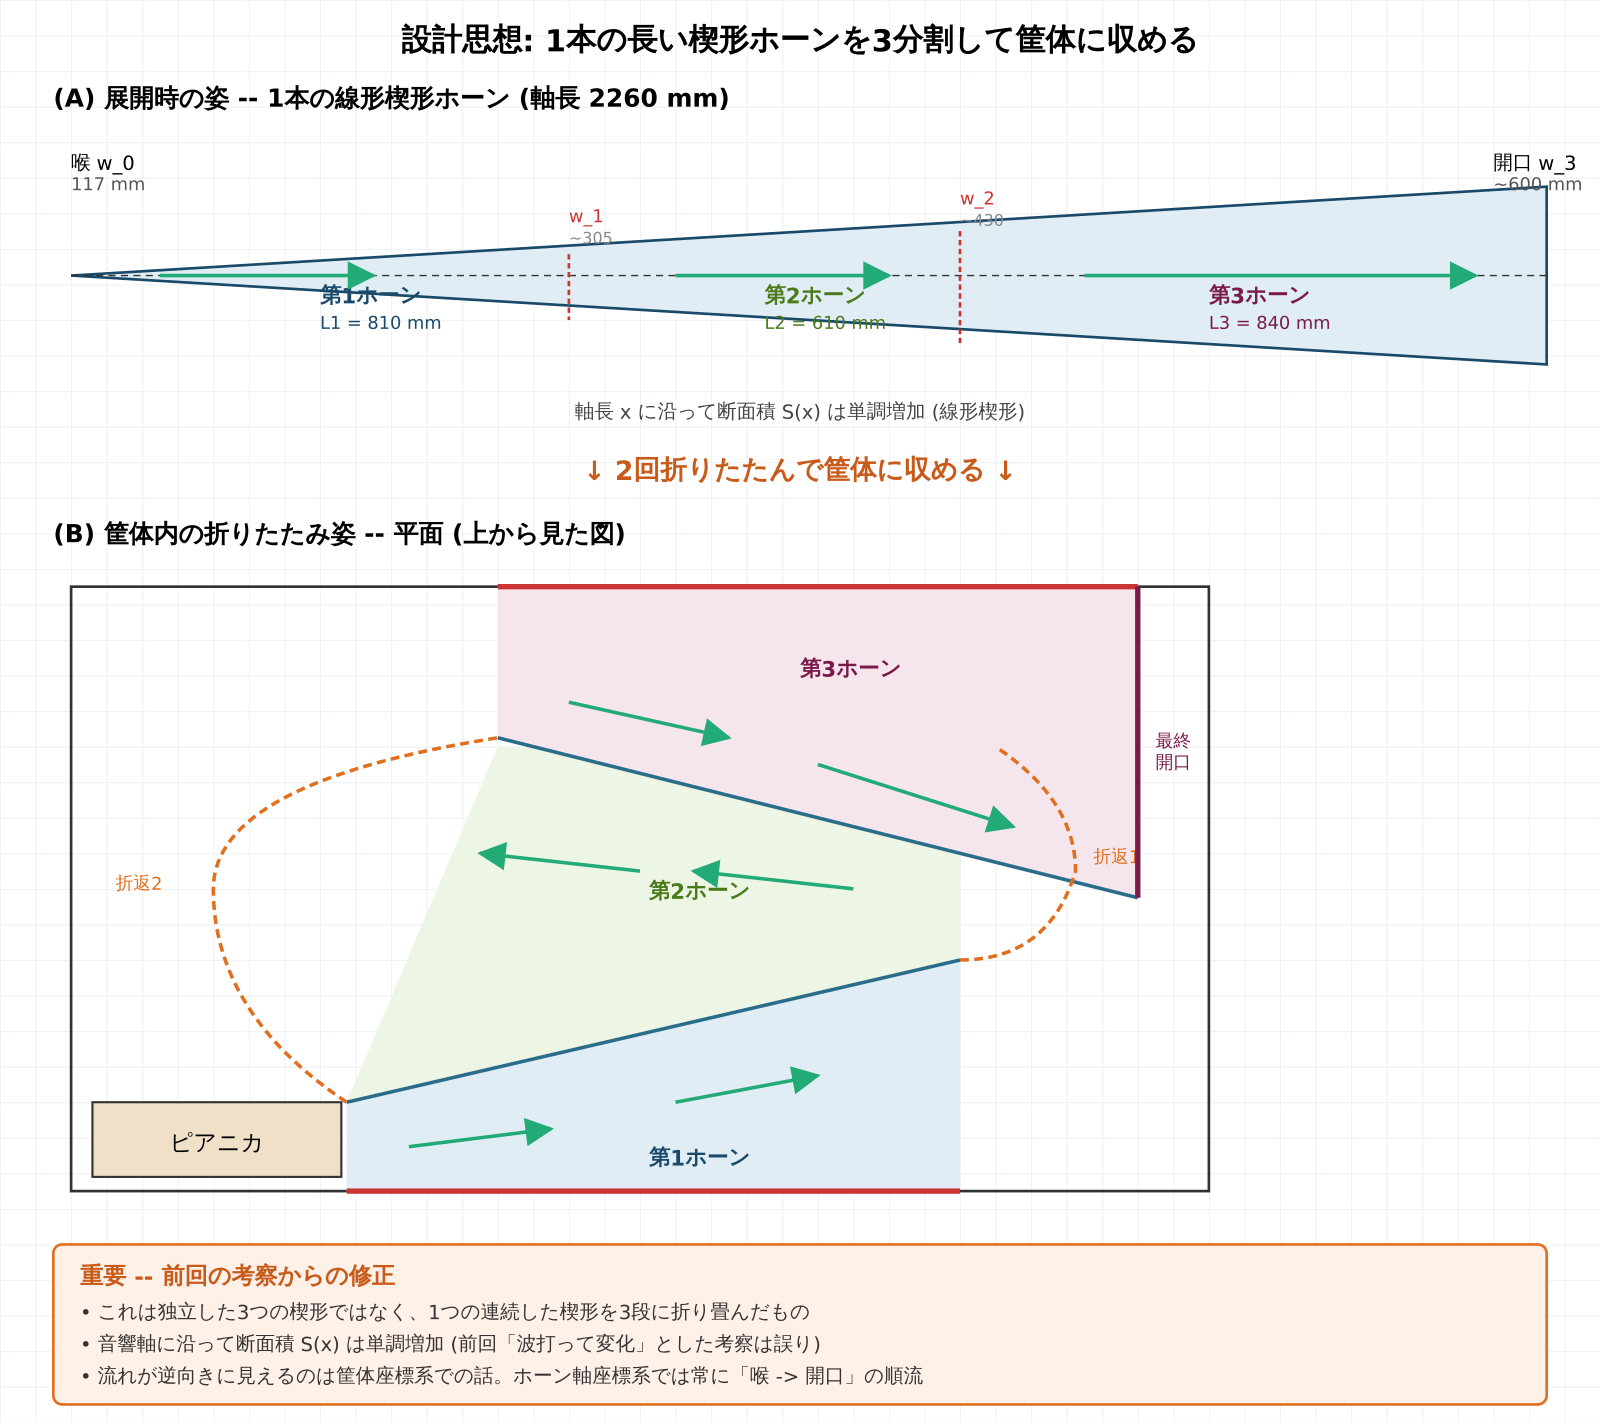 設計思想: 1本の長い楔形ホーンを3分割して筐体に収める
(A) 展開時の姿 -- 1本の線形楔形ホーン (軸長 2260 mm)
喉 w_0
117 mm
開口 w_3
~600 mm
w_1
~305
w_2
~430
第1ホーン
L1 = 810 mm
第2ホーン
L2 = 610 mm
第3ホーン
L3 = 840 mm
軸長 x に沿って断面積 S(x) は単調増加 (線形楔形)
↓ 2回折りたたんで筐体に収める ↓
(B) 筐体内の折りたたみ姿 -- 平面 (上から見た図)
第3ホーン
最終
開口
折返1
折返2
第2ホーン
ピアニカ
第1ホーン
重要 -- 前回の考察からの修正
• これは独立した3つの楔形ではなく、1つの連続した楔形を3段に折り畳んだもの
• 音響軸に沿って断面積 S(x) は単調増加 (前回「波打って変化」とした考察は誤り)
• 流れが逆向きに見えるのは筐体座標系での話。ホーン軸座標系では常に「喉 -> 開口」の順流